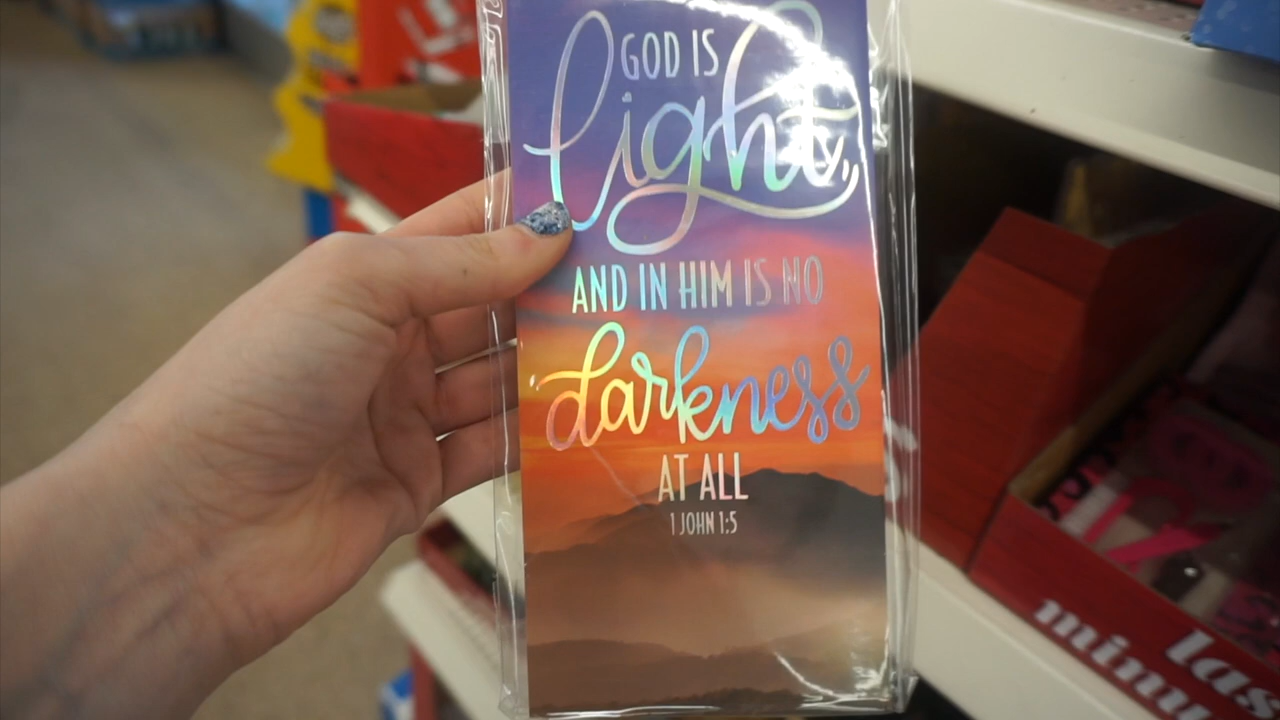 GOD IS
light,
AND IN HIM IS NO
darkness
AT ALL
1 JOHN 1:5